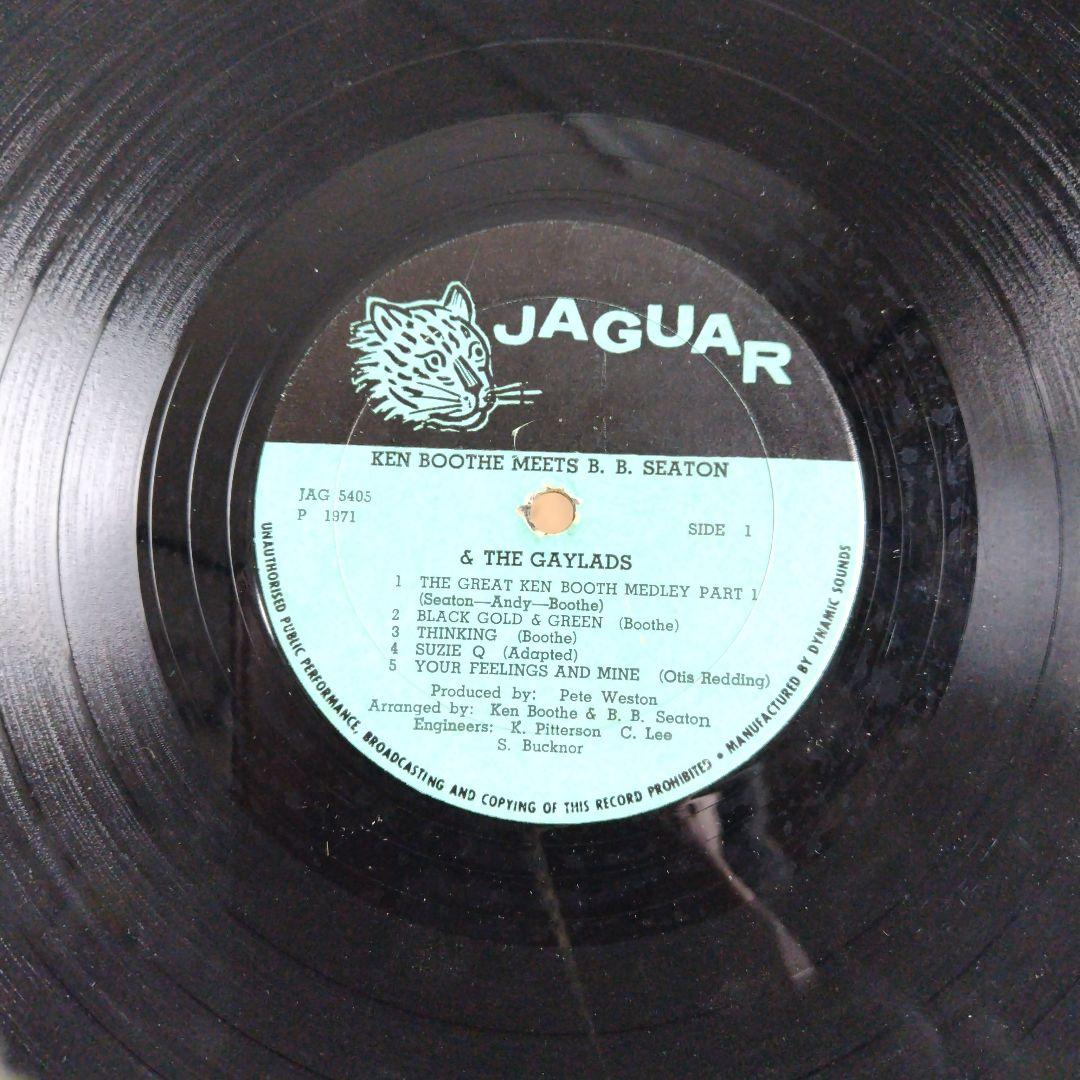 JAGUAR
KEN BOOTHE MEETS B. B. SEATON
JAG 5405
P 1971
SIDE 1
& THE GAYLADS
1 THE GREAT KEN BOOTH MEDLEY PART 1
(Seaton—Andy—Boothe)
2 BLACK GOLD & GREEN (Boothe)
3 THINKING (Boothe)
4 SUZIE Q (Adapted)
5 YOUR FEELINGS AND MINE (Otis Redding)
Produced by: Pete Weston
Arranged by: Ken Boothe & B. B. Seaton
Engineers: K. Pitterson C. Lee
S. Bucknor
UNAUTHORISED PUBLIC PERFORMANCE, BROADCASTING AND COPYING OF THIS RECORD PROHIBITED • MANUFACTURED BY DYNAMIC SOUNDS